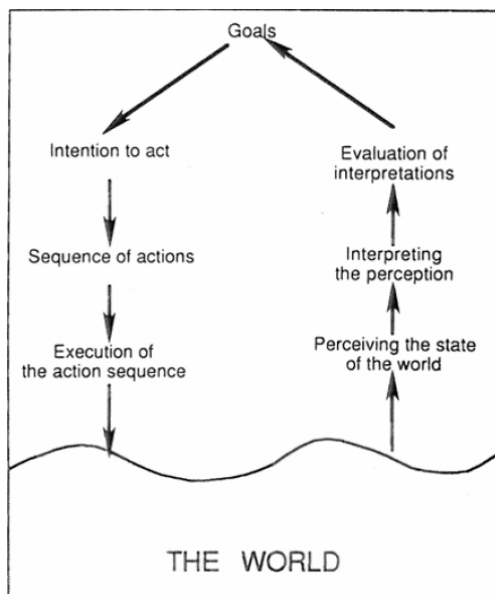 Goals
Intention to act
Sequence of actions
Execution of
the action sequence
Evaluation of
interpretations
Interpreting
the perception
Perceiving the state
of the world
THE WORLD